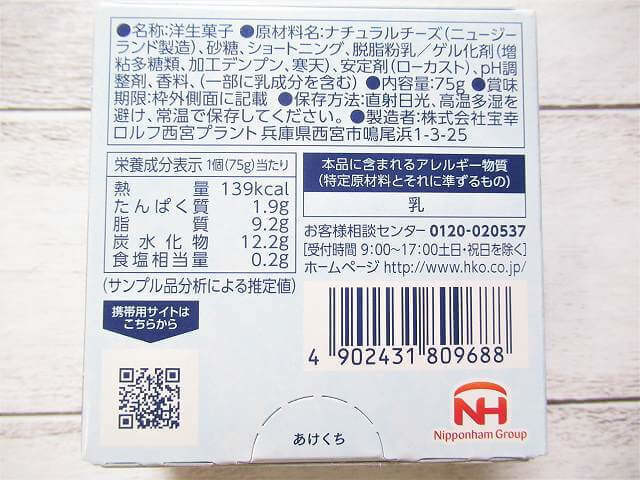 ●名称:洋生菓子 ●原材料名:ナチュラルチーズ(ニュージー
ランド製造)、砂糖、ショートニング、脱脂粉乳/ゲル化剤(増
粘多糖類、加工デンプン、寒天)、安定剤(ローカスト)、pH調
整剤、香料、(一部に乳成分を含む) ●内容量:75g ●賞味
期限:枠外側面に記載 ●保存方法:直射日光、高温多湿を
避け、常温で保存してください。 ●製造者:株式会社宝幸
ロルフ西宮プラント 兵庫県西宮市鳴尾浜1-3-25
栄養成分表示 1個(75g)当たり
熱量 139kcal
たんぱく質 1.9g
脂質 9.2g
炭水化物 12.2g
食塩相当量 0.2g
(サンプル品分析による推定値)
本品に含まれるアレルギー物質
(特定原材料とそれに準ずるもの)
乳
お客様相談センター 0120-020537
[受付時間 9:00~17:00土日・祝日を除く]
ホームページ http://www.hko.co.jp/
携帯用サイトは
こちらから
4 902431 809688
NH
Nipponham Group
あけくち